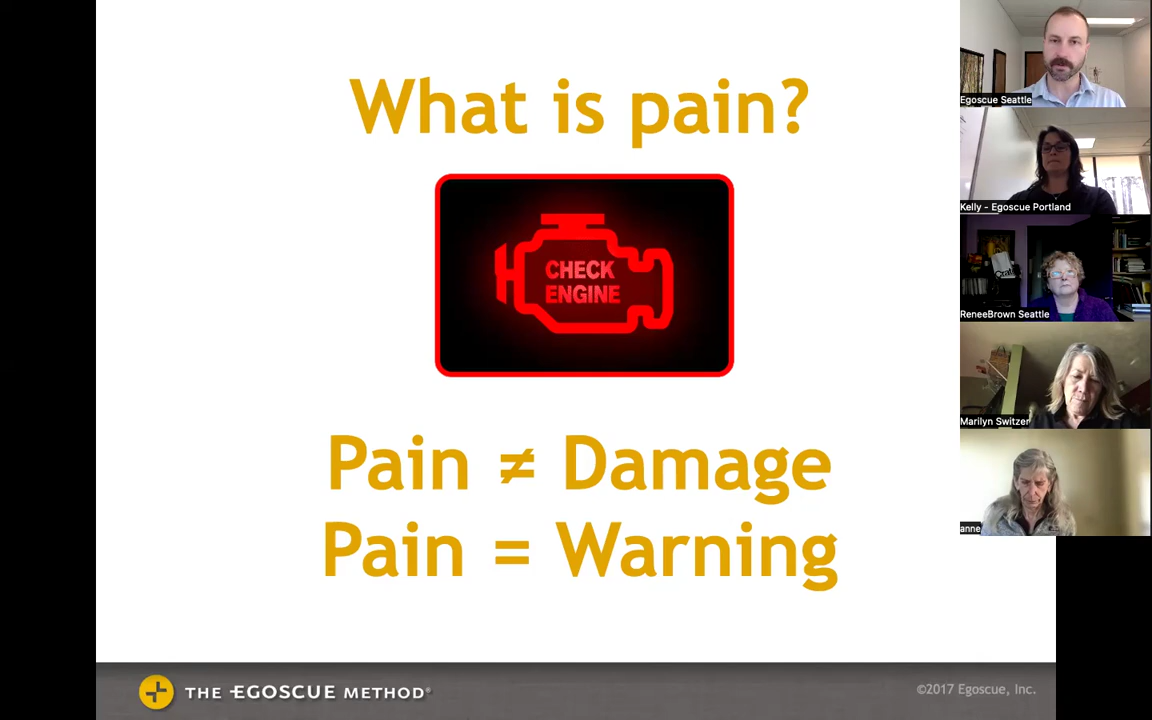 What is pain?
CHECK
ENGINE
Pain ≠ Damage
Pain = Warning
THE EGOSCUE METHOD®
©2017 Egoscue, Inc.
Egoscue Seattle
Kelly - Egoscue Portland
ReneeBrown Seattle
Marilyn Switzer
anne